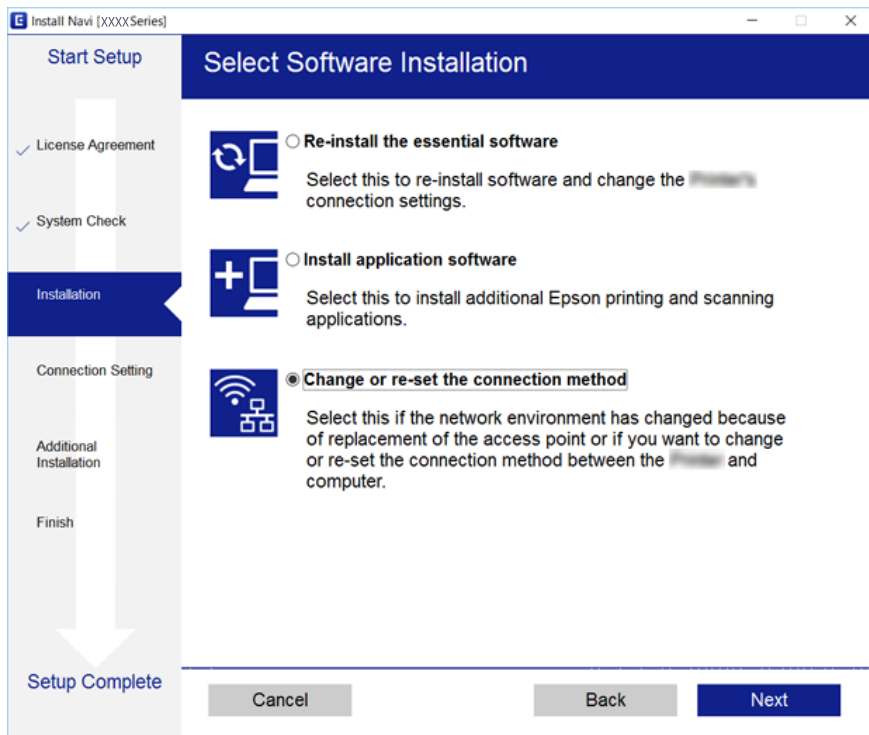 E Install Navi [XXXX Series]
Start Setup
License Agreement
System Check
Installation
Connection Setting
Additional
Installation
Finish
Setup Complete
Select Software Installation
Re-install the essential software
Select this to re-install software and change the
connection settings.
Install application software
Select this to install additional Epson printing and scanning
applications.
Change or re-set the connection method
Select this if the network environment has changed because
of replacement of the access point or if you want to change
or re-set the connection method between the and
computer.
Cancel
Back
Next